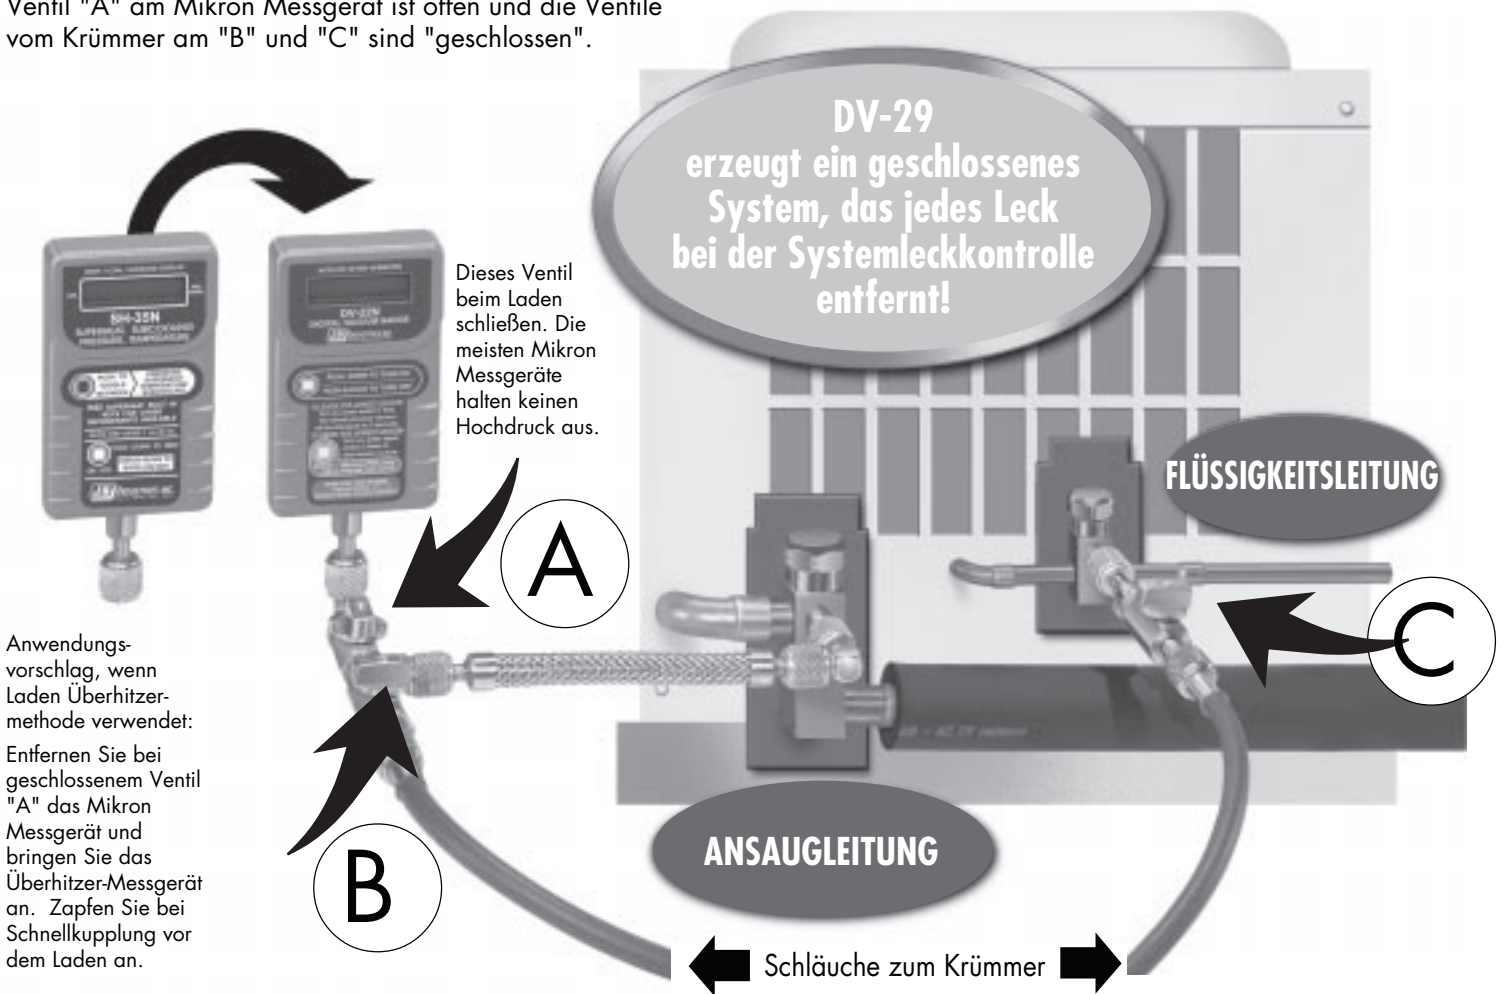 Ventil "A" am Mikron Messgerät ist offen und die Ventile
vom Krümmer am "B" und "C" sind "geschlossen".
DV-29
erzeugt ein geschlossenes
System, das jedes Leck
bei der Systemleckkontrolle
entfernt!
SH-35N
DV-22N
Dieses Ventil
beim Laden
schließen. Die
meisten Mikron
Messgeräte
halten keinen
Hochdruck aus.
FLÜSSIGKEITSLEITUNG
A
C
Anwendungs-
vorschlag, wenn
Laden Überhitzer-
methode verwendet:
Entfernen Sie bei
geschlossenem Ventil
"A" das Mikron
Messgerät und
bringen Sie das
Überhitzer-Messgerät
an. Zapfen Sie bei
Schnellkupplung vor
dem Laden an.
B
ANSAUGLEITUNG
Schläuche zum Krümmer